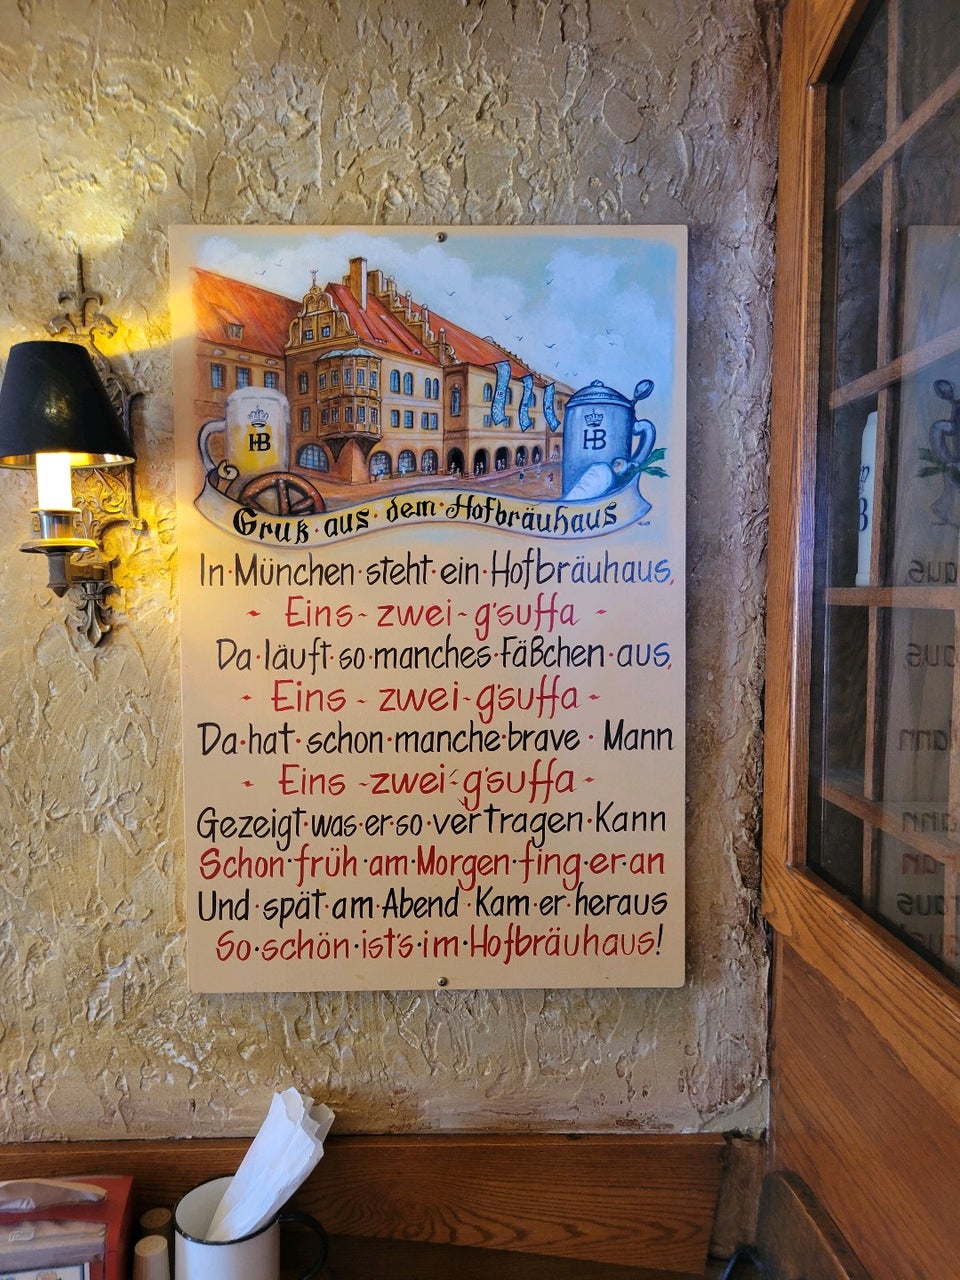 HB
HB
Gruß·aus·dem·Hofbräuhaus
In·München·steht·ein·Hofbräuhaus,
- Eins - zwei - g'suffa -
Da·läuft·so·manches·Fäßchen·aus,
- Eins - zwei - g'suffa -
Da·hat·schon·manche·brave·Mann
- Eins - zwei - g'suffa -
Gezeigt·was·er·so·vertragen·Kann
Schon·früh·am·Morgen·fing·er·an
Und·spät·am·Abend·Kam·er·heraus
So·schön·ist's·im·Hofbräuhaus!